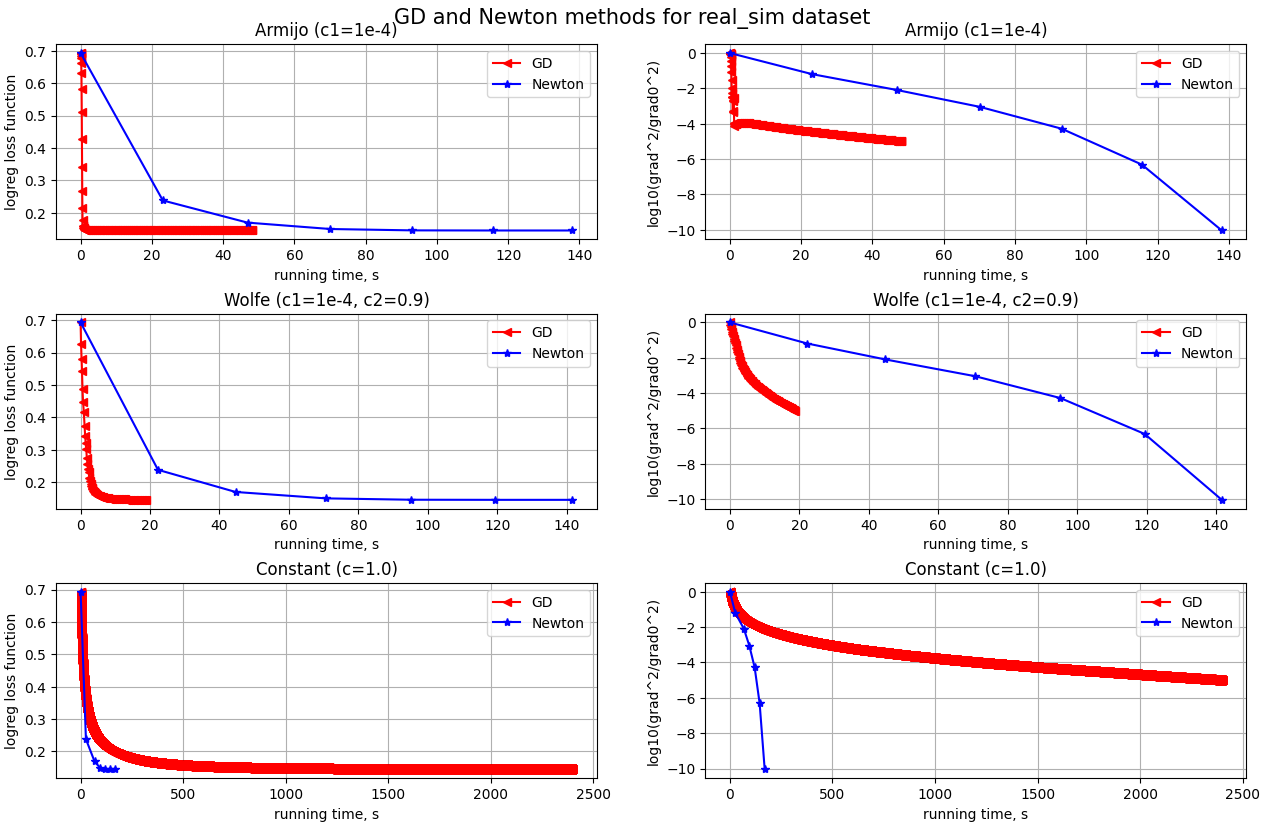 GD and Newton methods for real_sim dataset
Armijo (c1=1e-4)
logreg loss function
0.7
0.6
0.5
0.4
0.3
0.2
GD
Newton
0 20 40 60 80 100 120 140
running time, s
Armijo (c1=1e-4)
log10(grad^2/grad0^2)
0
−2
−4
−6
−8
−10
GD
Newton
0 20 40 60 80 100 120 140
running time, s
Wolfe (c1=1e-4, c2=0.9)
logreg loss function
0.7
0.6
0.5
0.4
0.3
0.2
GD
Newton
0 20 40 60 80 100 120 140
running time, s
Wolfe (c1=1e-4, c2=0.9)
log10(grad^2/grad0^2)
0
−2
−4
−6
−8
−10
GD
Newton
0 20 40 60 80 100 120 140
running time, s
Constant (c=1.0)
logreg loss function
0.7
0.6
0.5
0.4
0.3
0.2
GD
Newton
0 500 1000 1500 2000 2500
running time, s
Constant (c=1.0)
log10(grad^2/grad0^2)
0
−2
−4
−6
−8
−10
GD
Newton
0 500 1000 1500 2000 2500
running time, s